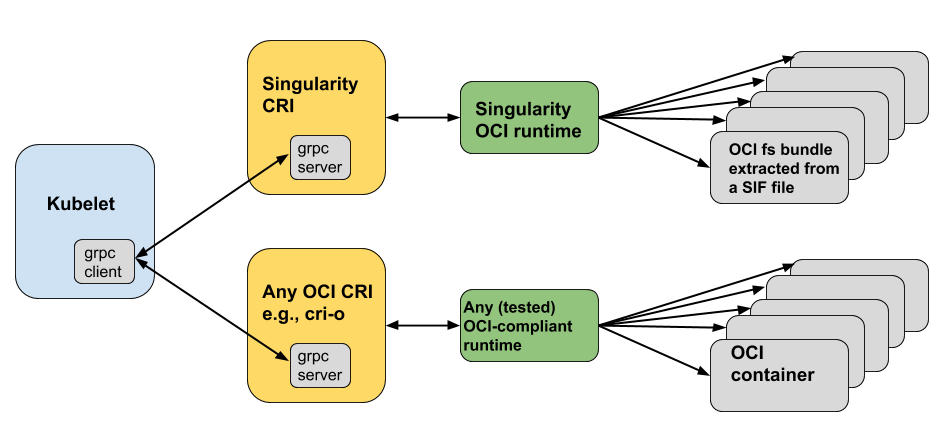 Kubelet
grpc
client
Singularity
CRI
grpc
server
Singularity
OCI runtime
OCI fs bundle
extracted from
a SIF file
Any OCI CRI
e.g., cri-o
grpc
server
Any (tested)
OCI-compliant
runtime
OCI
container